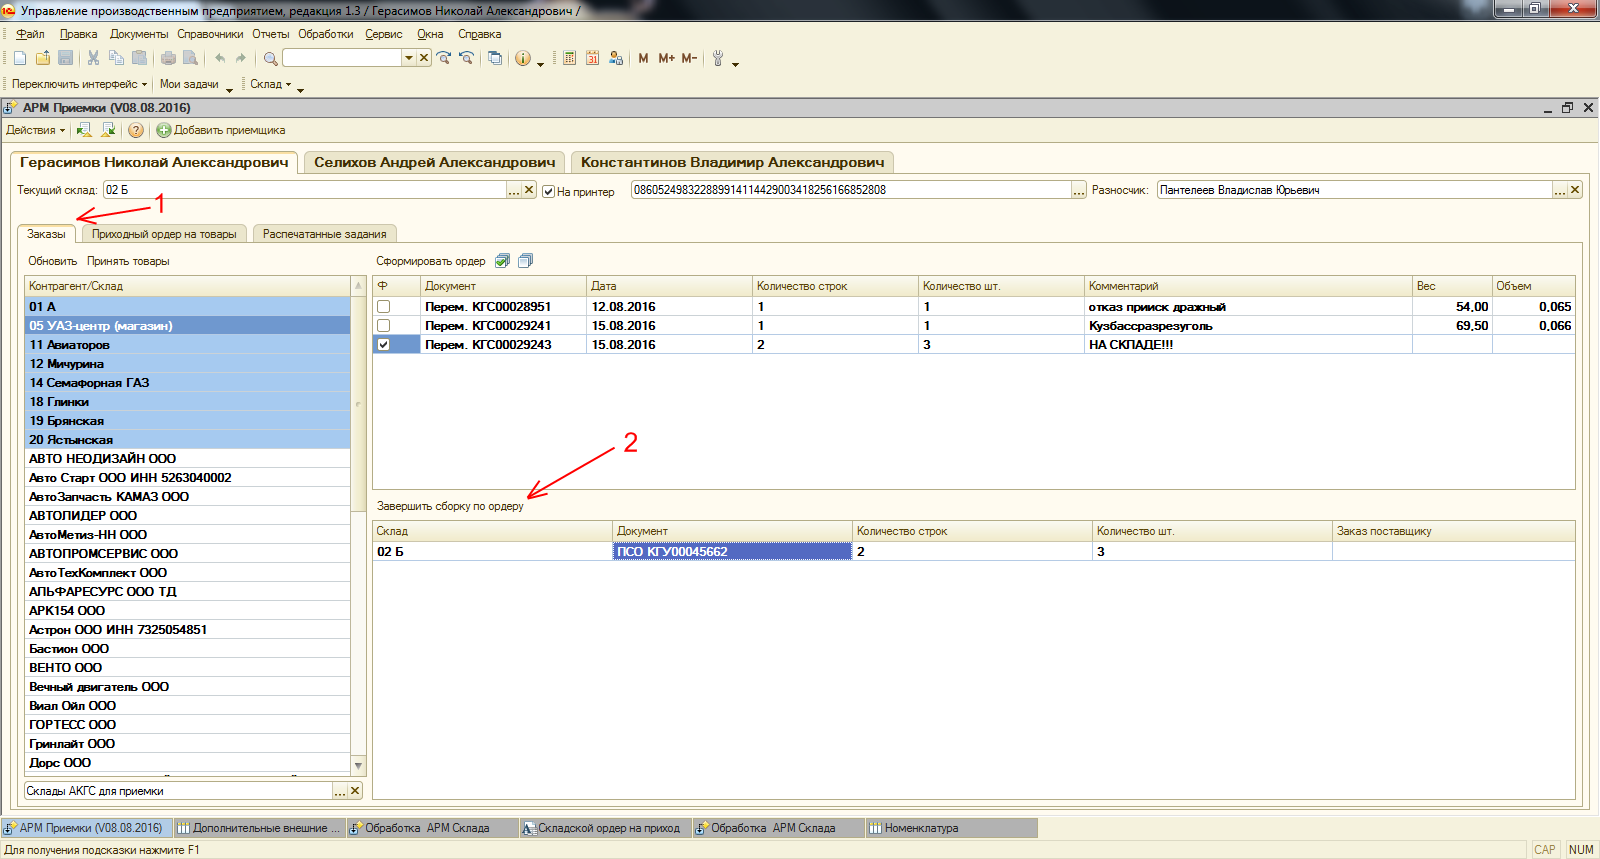 Управление производственным предприятием, редакция 1.3 / Герасимов Николай Александрович /
Файл Правка Документы Справочники Отчеты Обработки Сервис Окна Справка
M M+ M-
Переключить интерфейс Мои задачи Склад
АРМ Приемки (V08.08.2016)
Действия Добавить приемщика
Герасимов Николай Александрович Селихов Андрей Александрович Константинов Владимир Александрович
Текущий склад: 02 Б ... На принтер 086052498322889914114429003418256166852808 ... Разносчик: Пантелеев Владислав Юрьевич ...
1
Заказы Приходный ордер на товары Распечатанные задания
Обновить Принять товары Сформировать ордер
Контрагент/Склад
01 А
05 УАЗ-центр (магазин)
11 Авиаторов
12 Мичурина
14 Семафорная ГАЗ
18 Глинки
19 Брянская
20 Ястынская
АВТО НЕОДИЗАЙН ООО
Авто Старт ООО ИНН 5263040002
АвтоЗапчасть КАМАЗ ООО
АВТОЛИДЕР ООО
АвтоМетиз-НН ООО
АВТОПРОМСЕРВИС ООО
АвтоТехКомплект ООО
АЛЬФАРЕСУРС ООО ТД
АРК154 ООО
Астрон ООО ИНН 7325054851
Бастион ООО
ВЕНТО ООО
Вечный двигатель ООО
Виал Ойл ООО
ГОРТЕСС ООО
Гринлайт ООО
Дорс ООО
Склады АКГС для приемки ...
Ф Документ Дата Количество строк Количество шт. Комментарий Вес Объем
Перем. КГС00028951 12.08.2016 1 1 отказ прииск дражный 54,00 0,065
Перем. КГС00029241 15.08.2016 1 1 Кузбассразрезуголь 69,50 0,066
Перем. КГС00029243 15.08.2016 2 3 НА СКЛАДЕ!!!
2
Завершить сборку по ордеру
Склад Документ Количество строк Количество шт. Заказ поставщику
02 Б ПСО КГУ00045662 2 3
АРМ Приемки (V08.08.2016) Дополнительные внешние ... Обработка АРМ Склада Складской ордер на приход Обработка АРМ Склада Номенклатура
Для получения подсказки нажмите F1 CAP NUM